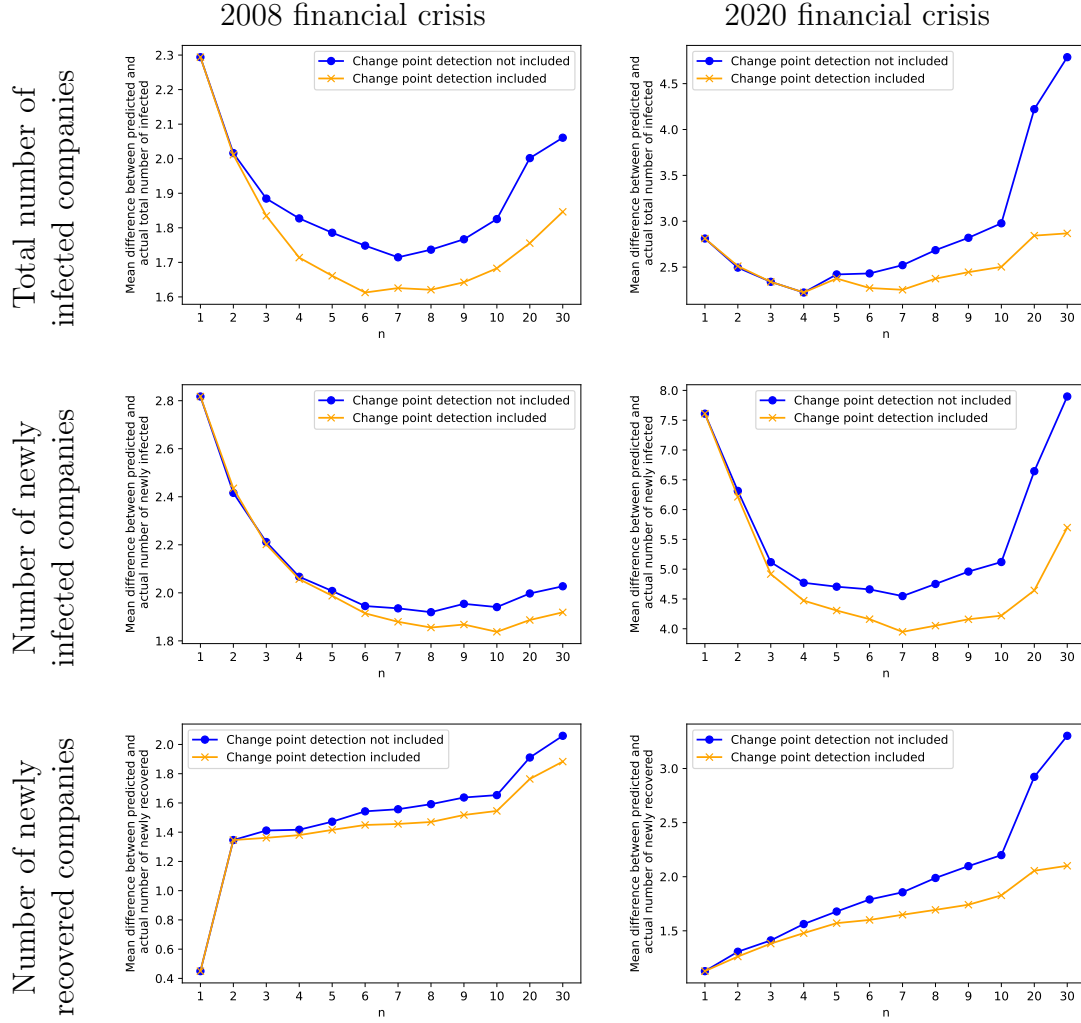 2008 financial crisis
2020 financial crisis
Total number of
infected companies
Mean difference between predicted and
actual total number of infected
2.3
2.2
2.1
2.0
1.9
1.8
1.7
1.6
Change point detection not included
Change point detection included
1 2 3 4 5 6 7 8 9 10 20 30
n
Mean difference between predicted and
actual total number of infected
4.5
4.0
3.5
3.0
2.5
Change point detection not included
Change point detection included
1 2 3 4 5 6 7 8 9 10 20 30
n
Number of newly
infected companies
Mean difference between predicted and
actual number of newly infected
2.8
2.6
2.4
2.2
2.0
1.8
Change point detection not included
Change point detection included
1 2 3 4 5 6 7 8 9 10 20 30
n
Mean difference between predicted and
actual number of newly infected
8.0
7.5
7.0
6.5
6.0
5.5
5.0
4.5
4.0
Change point detection not included
Change point detection included
1 2 3 4 5 6 7 8 9 10 20 30
n
Number of newly
recovered companies
Mean difference between predicted and
actual number of newly recovered
2.0
1.8
1.6
1.4
1.2
1.0
0.8
0.6
0.4
Change point detection not included
Change point detection included
1 2 3 4 5 6 7 8 9 10 20 30
n
Mean difference between predicted and
actual number of newly recovered
3.0
2.5
2.0
1.5
Change point detection not included
Change point detection included
1 2 3 4 5 6 7 8 9 10 20 30
n